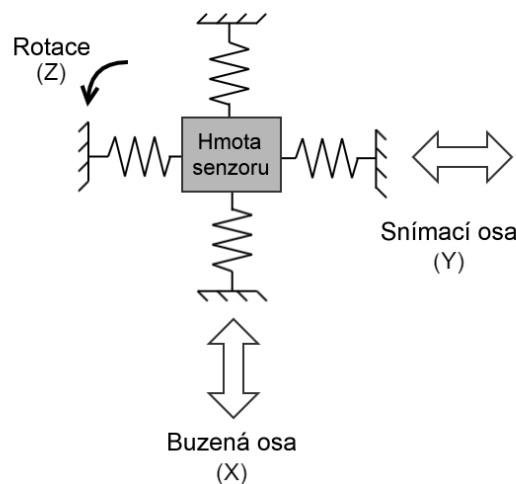 Rotace
(Z)
Hmota
senzoru
Snímací osa
(Y)
Buzená osa
(X)